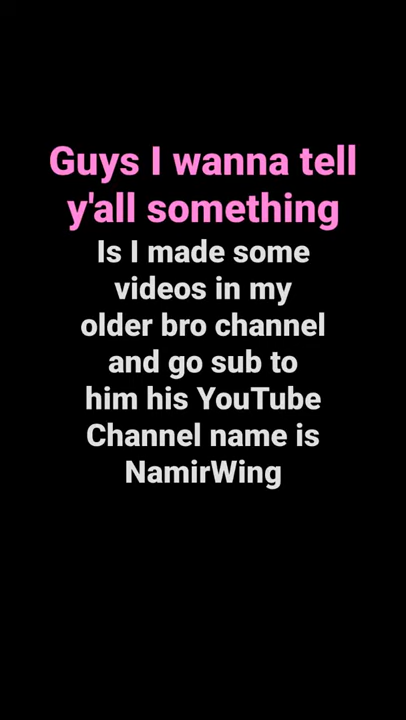 Guys I wanna tell
y'all something
Is I made some
videos in my
older bro channel
and go sub to
him his YouTube
Channel name is
NamirWing